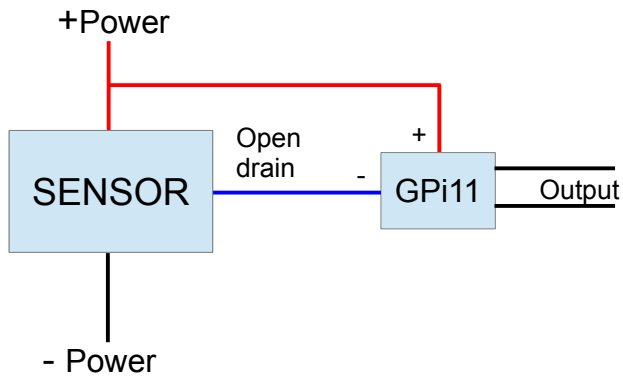 +Power
Open
drain
+
-
SENSOR
GPi11
Output
- Power